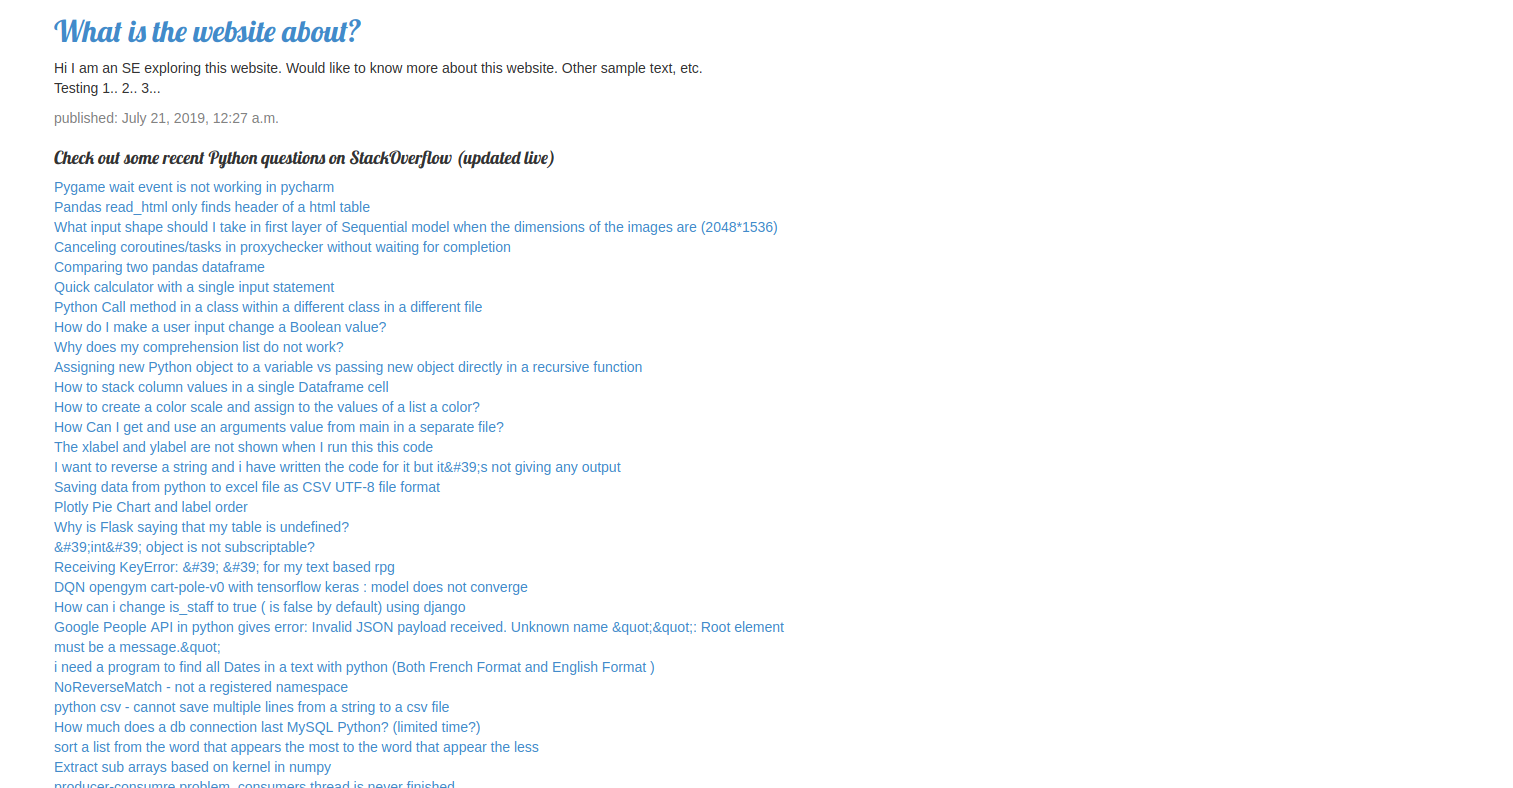 What is the website about?
Hi I am an SE exploring this website. Would like to know more about this website. Other sample text, etc.
Testing 1.. 2.. 3...
published: July 21, 2019, 12:27 a.m.
Check out some recent Python questions on StackOverflow (updated live)
Pygame wait event is not working in pycharm
Pandas read_html only finds header of a html table
What input shape should I take in first layer of Sequential model when the dimensions of the images are (2048*1536)
Canceling coroutines/tasks in proxychecker without waiting for completion
Comparing two pandas dataframe
Quick calculator with a single input statement
Python Call method in a class within a different class in a different file
How do I make a user input change a Boolean value?
Why does my comprehension list do not work?
Assigning new Python object to a variable vs passing new object directly in a recursive function
How to stack column values in a single Dataframe cell
How to create a color scale and assign to the values of a list a color?
How Can I get and use an arguments value from main in a separate file?
The xlabel and ylabel are not shown when I run this this code
I want to reverse a string and i have written the code for it but it&#39;s not giving any output
Saving data from python to excel file as CSV UTF-8 file format
Plotly Pie Chart and label order
Why is Flask saying that my table is undefined?
&#39;int&#39; object is not subscriptable?
Receiving KeyError: &#39; &#39; for my text based rpg
DQN opengym cart-pole-v0 with tensorflow keras : model does not converge
How can i change is_staff to true ( is false by default) using django
Google People API in python gives error: Invalid JSON payload received. Unknown name &quot;&quot;: Root element
must be a message.&quot;
i need a program to find all Dates in a text with python (Both French Format and English Format )
NoReverseMatch - not a registered namespace
python csv - cannot save multiple lines from a string to a csv file
How much does a db connection last MySQL Python? (limited time?)
sort a list from the word that appears the most to the word that appear the less
Extract sub arrays based on kernel in numpy
producer-consumre problem, consumers thread is never finished